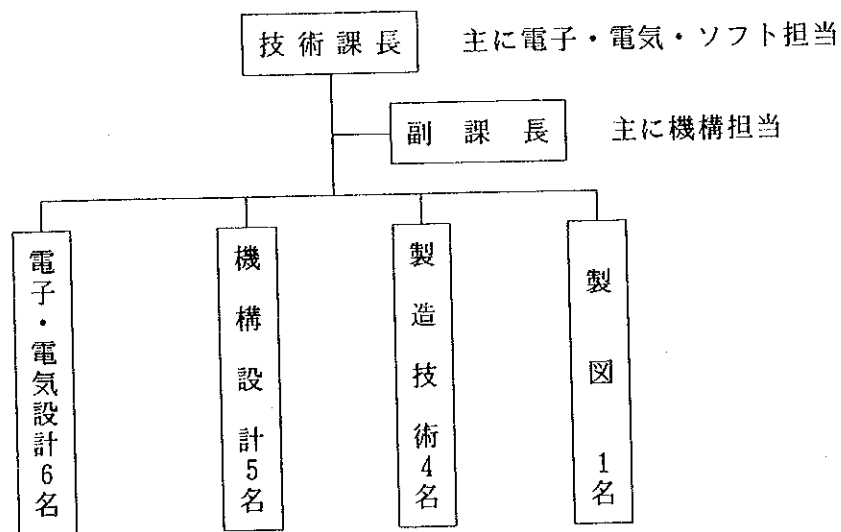 技術課長 主に電子・電気・ソフト担当
副課長 主に機構担当
電子・電気設計6名
機構設計5名
製造技術4名
製図 1名